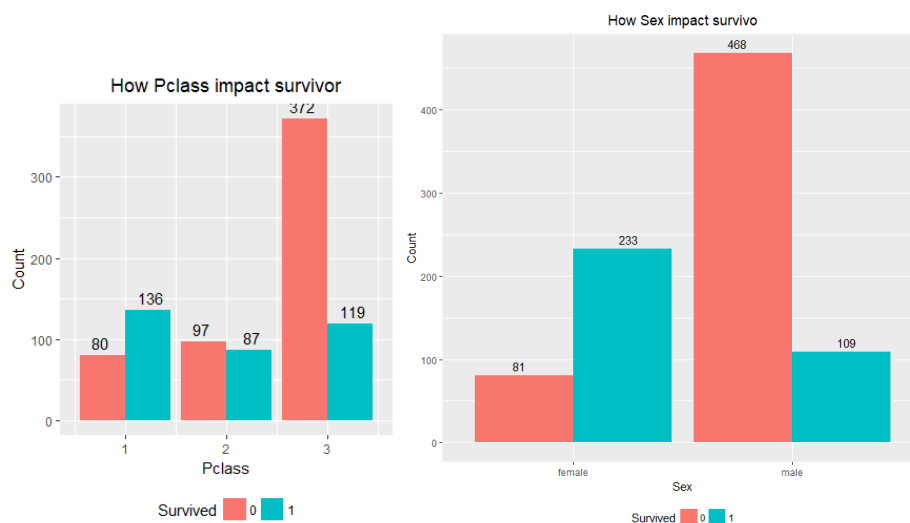 How Pclass impact survivor
372
300
200
136
119
97
87
80
100
0
Count
1 2 3
Pclass
Survived 0 1
How Sex impact survivo
468
400
300
233
200
109
100
81
0
Count
female male
Sex
Survived 0 1